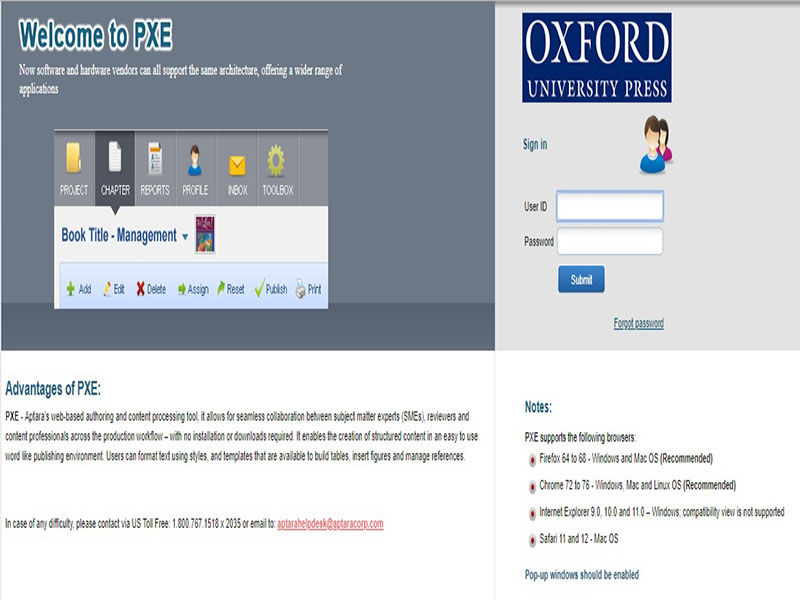 Welcome to PXE
Now software and hardware vendors can all support the same architecture, offering a wider range of
applications
PROJECT CHAPTER REPORTS PROFILE INBOX TOOLBOX
Book Title - Management
Add Edit Delete Assign Reset Publish Print
OXFORD
UNIVERSITY PRESS
Sign in
User ID
Password
Submit
Forgot password
Advantages of PXE:
PXE - Aptara's web-based authoring and content processing tool, it allows for seamless collaboration between subject matter experts (SMEs), reviewers and
content professionals across the production workflow – with no installation or downloads required. It enables the creation of structured content in an easy to use
word like publishing environment. Users can format text using styles, and templates that are available to build tables, insert figures and manage references.
In case of any difficulty, please contact via US Toll Free: 1.800.767.1518 x 2035 or email to: aptarahelpdesk@aptaracorp.com
Notes:
PXE supports the following browsers:
Firefox 64 to 68 - Windows and Mac OS (Recommended)
Chrome 72 to 76 - Windows, Mac and Linux OS (Recommended)
Internet Explorer 9.0, 10.0 and 11.0 – Windows; compatibility view is not supported
Safari 11 and 12 - Mac OS
Pop-up windows should be enabled